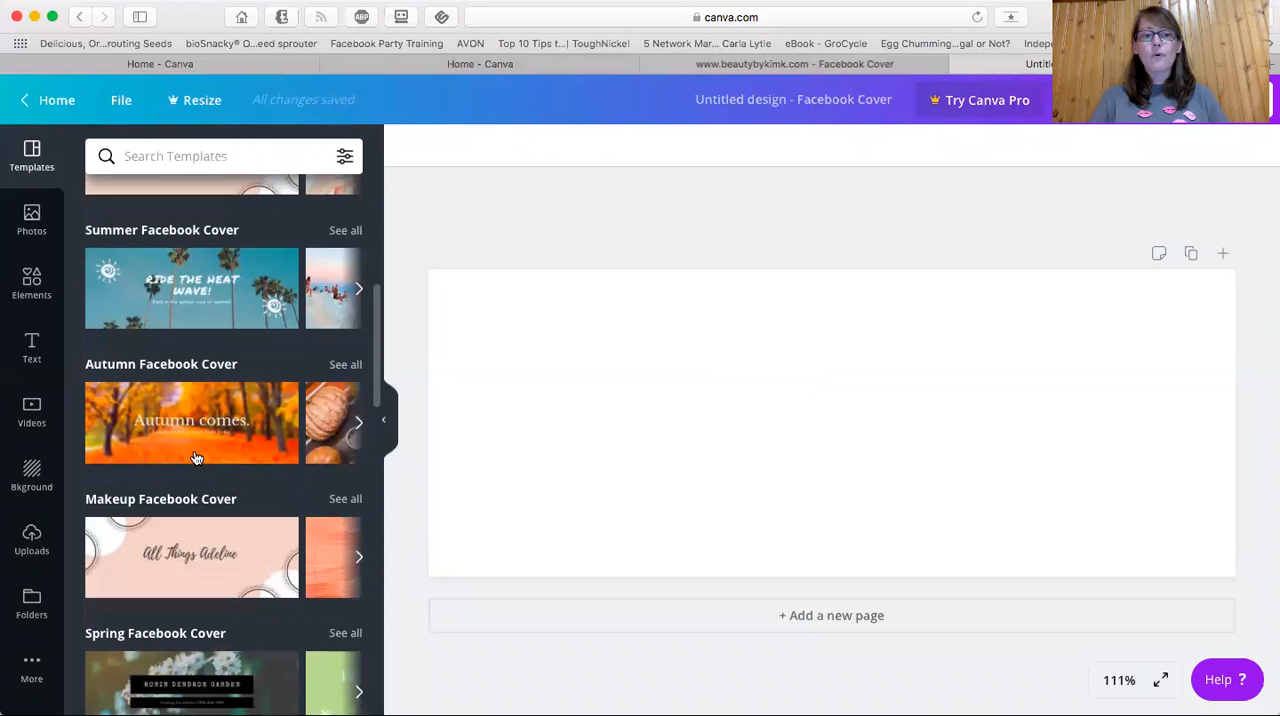 canva.com
Delicious, Or...routing Seeds
bioSnacky ®O...eed sprouter
Facebook Party Training
AVON
Top 10 Tips t...| ToughNickel
5 Network Mar... Carla Lytle
eBook - GroCycle
Egg Chumming...gal or Not?
Indep
Home - Canva
Home - Canva
www.beautybykimk.com - Facebook Cover
Untitl
Home
File
Resize
All changes saved
Untitled design - Facebook Cover
Try Canva Pro
ABP
Templates
Photos
Elements
Text
Videos
Bkground
Uploads
Folders
More
Search Templates
Summer Facebook Cover
See all
RIDE THE HEAT
WAVE!
Autumn Facebook Cover
See all
Autumn comes.
Makeup Facebook Cover
See all
All Things Adeline
Spring Facebook Cover
See all
ROBIN DENDRONS GARDEN
+ Add a new page
111%
Help ?